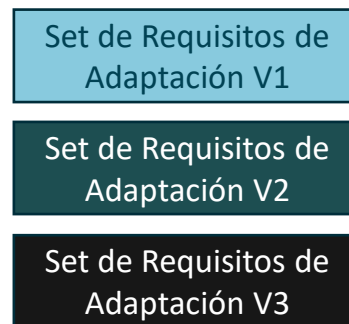 Set de Requisitos de
Adaptación V1
Set de Requisitos de
Adaptación V2
Set de Requisitos de
Adaptación V3